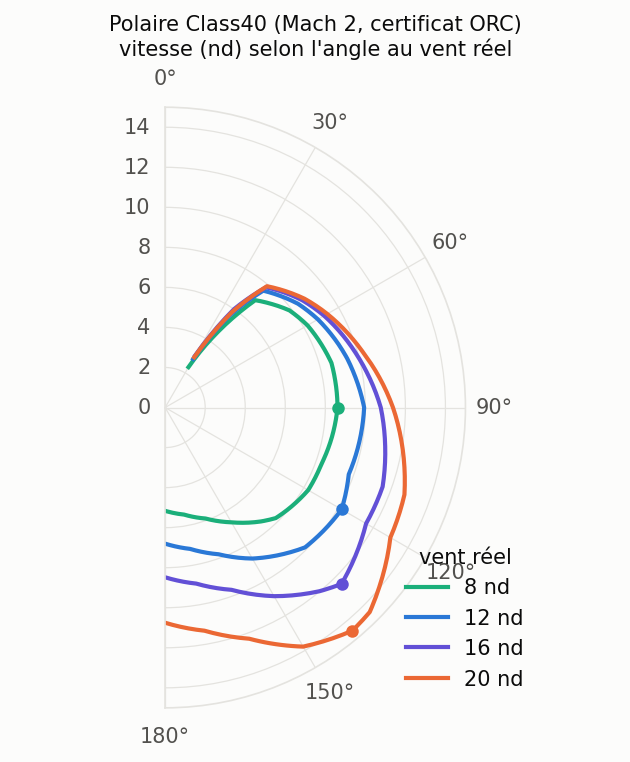 Polaire Class40 (Mach 2, certificat ORC)
vitesse (nd) selon l'angle au vent réel
0°
30°
14
12
10
60°
8
6
4
2
0
90°
vent réel
120°
8 nd
12 nd
16 nd
20 nd
150°
180°